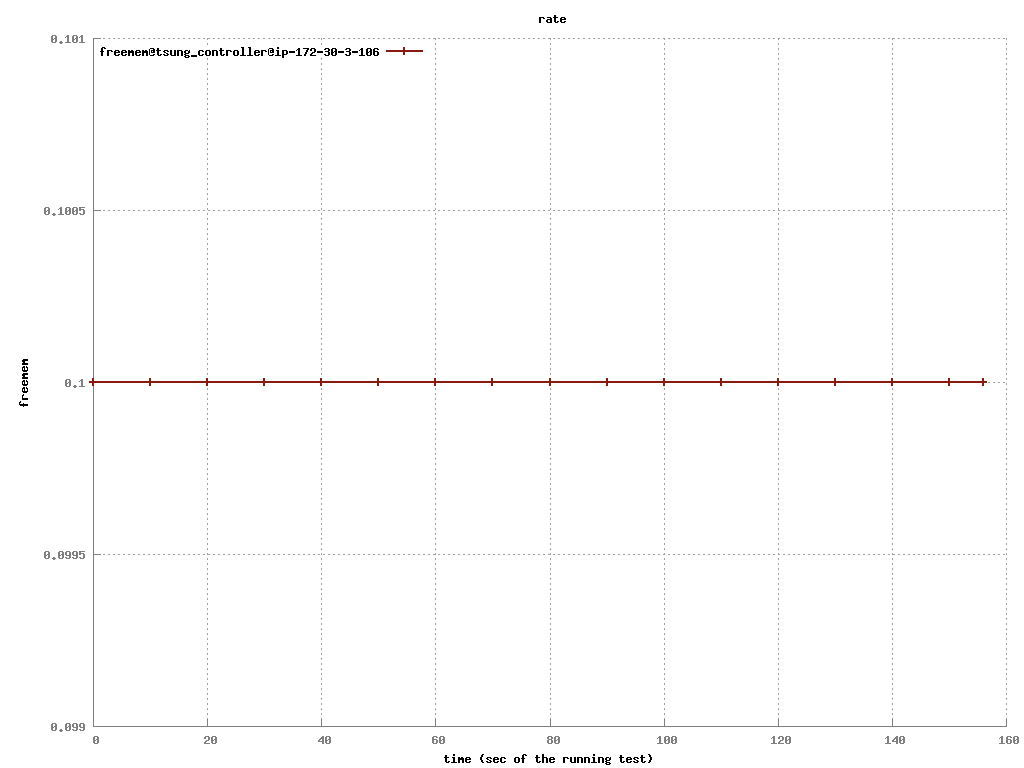 rate
0.101
freemem@tsung_controller@ip-172-30-3-106
0.1005
freemem
0.1
0.0995
0.099
0 20 40 60 80 100 120 140 160
time (sec of the running test)